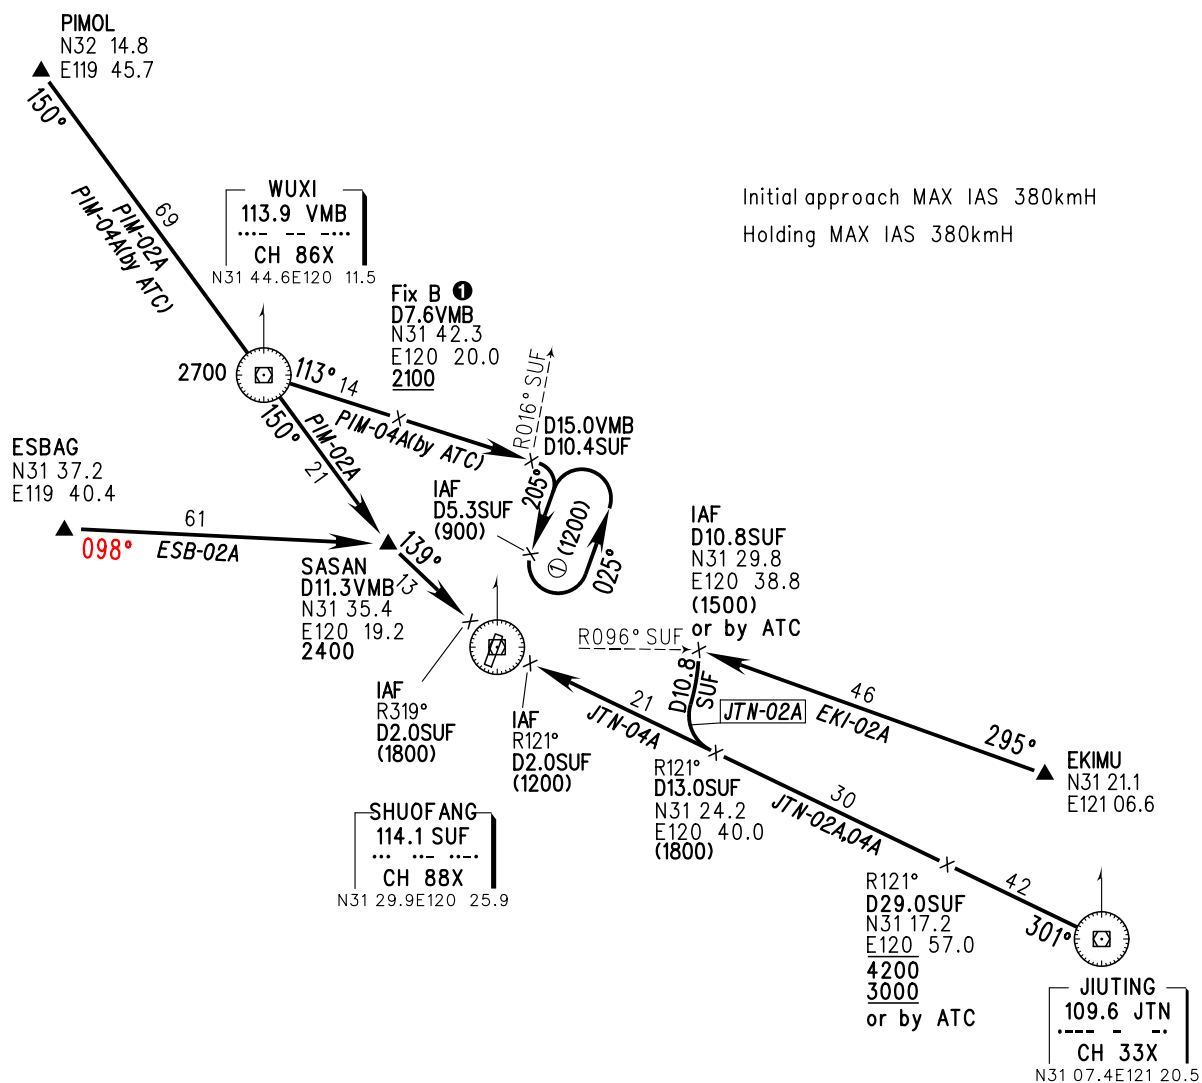 PIMOL
N32 14.8
E119 45.7
150°
69
PIM-02A
PIM-04A(by ATC)
WUXI
113.9 VMB
CH 86X
N31 44.6E120 11.5
Initial approach MAX IAS 380kmH
Holding MAX IAS 380kmH
Fix B ❶
D7.6VMB
N31 42.3
E120 20.0
2100
2700
113°
14
PIM-04A(by ATC)
R016° SUF
D15.0VMB
D10.4SUF
150°
PIM-02A
21
ESBAG
N31 37.2
E119 40.4
61
098°
ESB-02A
IAF
D5.3SUF
(900)
205°
① (1200)
025°
SASAN
D11.3VMB
N31 35.4
E120 19.2
2400
139°
13
IAF
D10.8SUF
N31 29.8
E120 38.8
(1500)
or by ATC
R096° SUF
D10.8
SUF
JTN-02A
46
EKI-02A
295°
EKIMU
N31 21.1
E121 06.6
IAF
R319°
D2.0SUF
(1800)
IAF
R121°
D2.0SUF
(1200)
21
JTN-04A
R121°
D13.0SUF
N31 24.2
E120 40.0
(1800)
30
JTN-02A,04A
SHUOFANG
114.1 SUF
CH 88X
N31 29.9E120 25.9
R121°
D29.0SUF
N31 17.2
E120 57.0
4200
3000
or by ATC
42
301°
JIUTING
109.6 JTN
CH 33X
N31 07.4E121 20.5